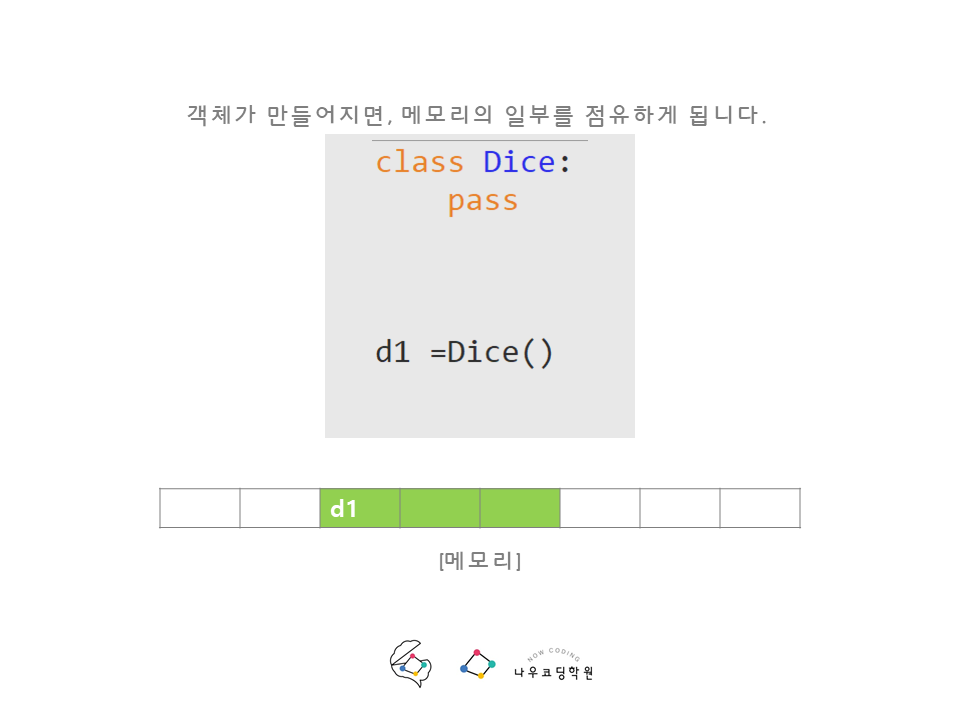 객체가 만들어지면, 메모리의 일부를 점유하게 됩니다.
class Dice:
    pass
d1 =Dice()
d1
[메모리]
NOW CODING
나우코딩학원